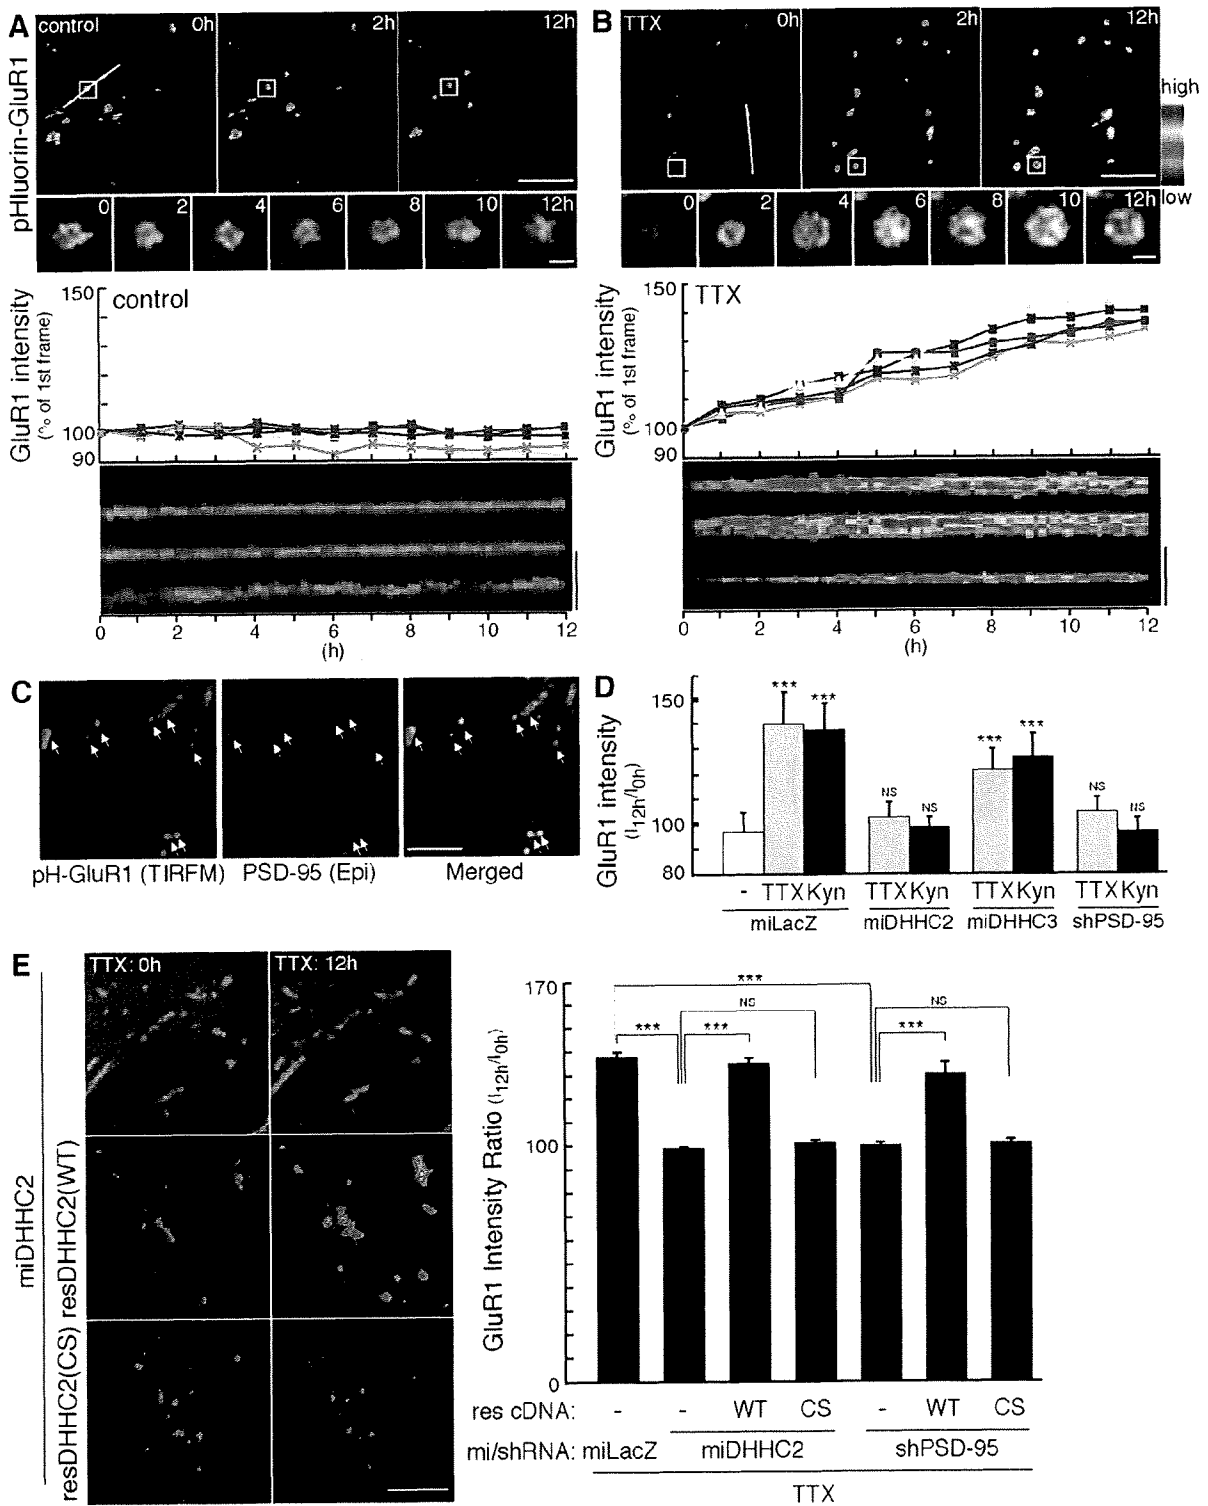 A
control
0h
2h
12h
pHluorin-GluR1
0
2
4
6
8
10
12h
150
control
100
90
GluR1 intensity
(% of 1st frame)
0 2 4 6 8 10 12
(h)
B
TTX
0h
2h
12h
high
low
0
2
4
6
8
10
12h
150
TTX
100
90
GluR1 intensity
(% of 1st frame)
0 2 4 6 8 10 12
(h)
C
pH-GluR1 (TIRFM)
PSD-95 (Epi)
Merged
D
GluR1 intensity
(I12h/I0h)
150
100
80
*** *** NS NS *** *** NS NS
- TTX Kyn TTX Kyn TTX Kyn TTX Kyn
miLacZ miDHHC2 miDHHC3 shPSD-95
E
TTX: 0h
TTX: 12h
miDHHC2
resDHHC2(CS) resDHHC2(WT)
GluR1 Intensity Ratio (I12h/I0h)
170
100
0
***
NS NS
*** *** ***
res cDNA: - - WT CS - WT CS
mi/shRNA: miLacZ miDHHC2 shPSD-95
TTX